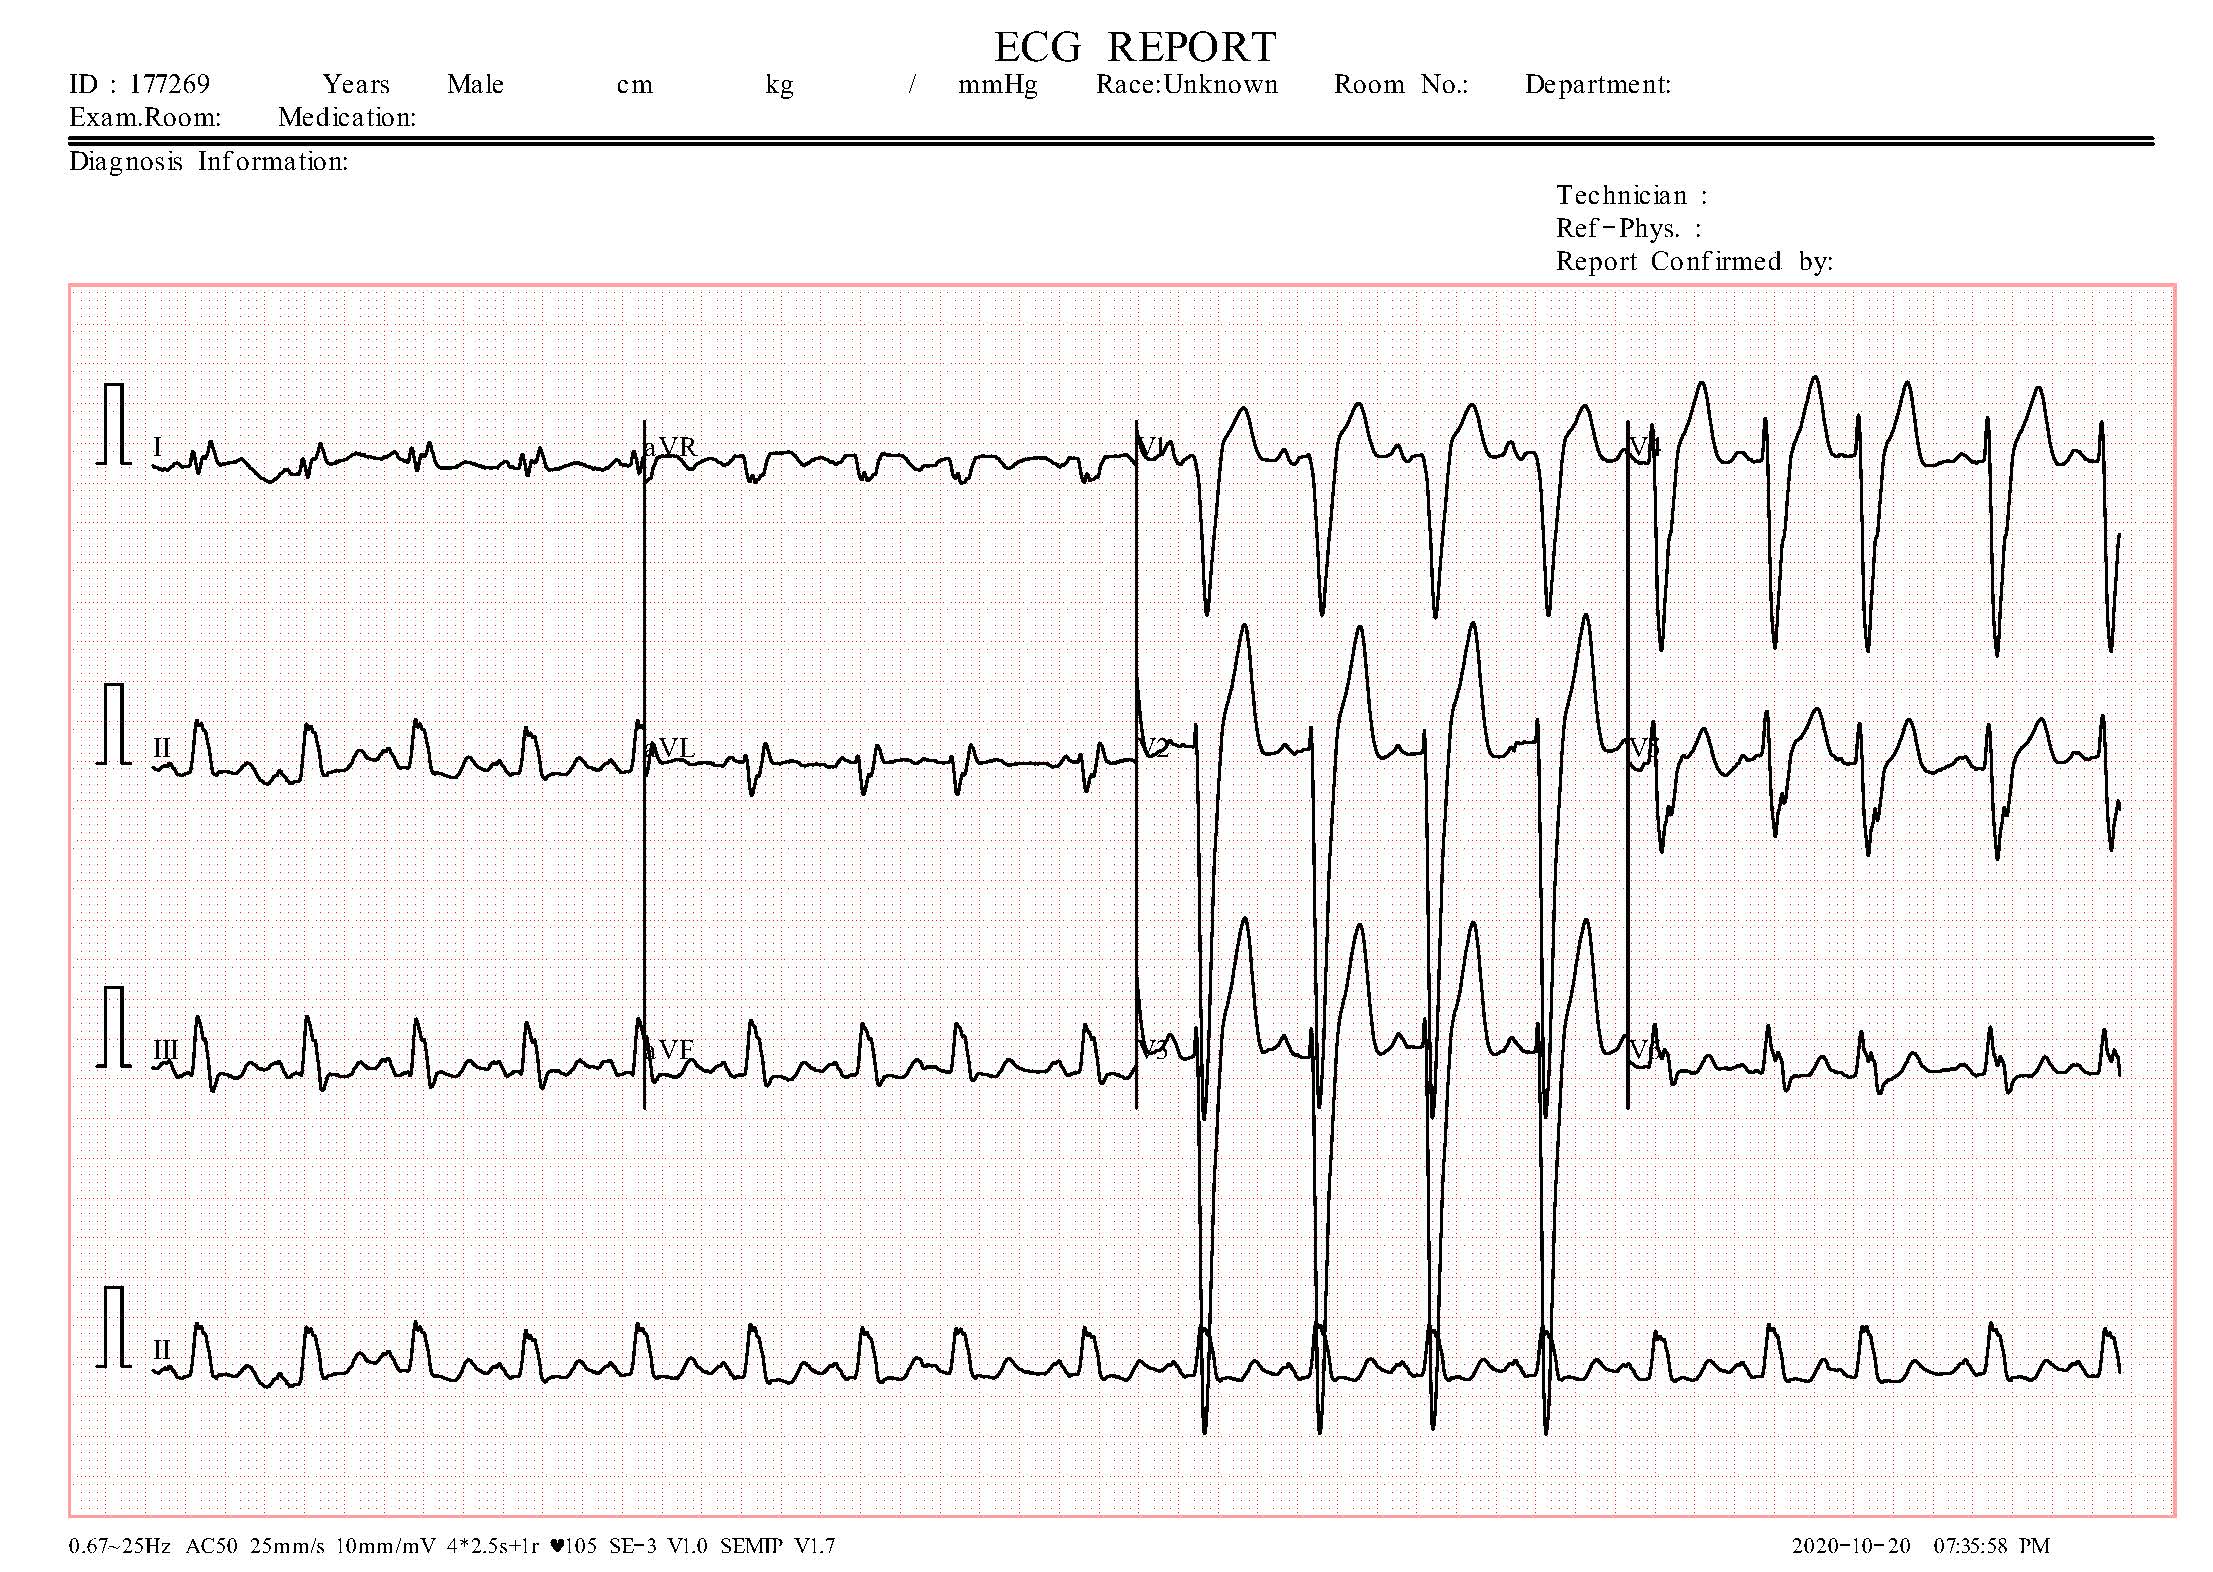 ECG REPORT
ID : 177269 Years Male cm kg / mmHg Race:Unknown Room No.: Department:
Exam.Room: Medication:
Diagnosis Information:
Technician :
Ref-Phys. :
Report Confirmed by:
I aVR V1 V4
II aVL V2 V5
III aVF V3
II
0.67~25Hz AC50 25mm/s 10mm/mV 4*2.5s+1r ♥105 SE-3 V1.0 SEMIP V1.7
2020-10-20 07:35:58 PM